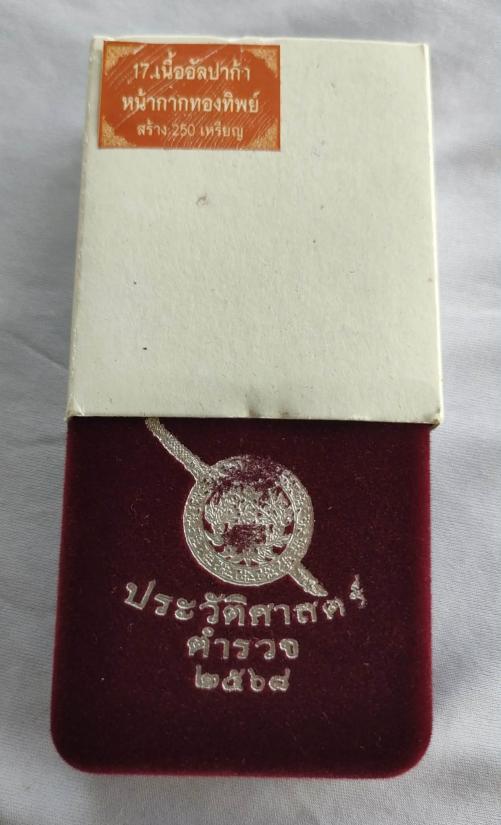 17.เนื้ออัลปาก้า
หน้ากากทองทิพย์
สร้าง 250 เหรียญ
ประวัติศาสตร์
ตำรวจ
๒๕๖๘